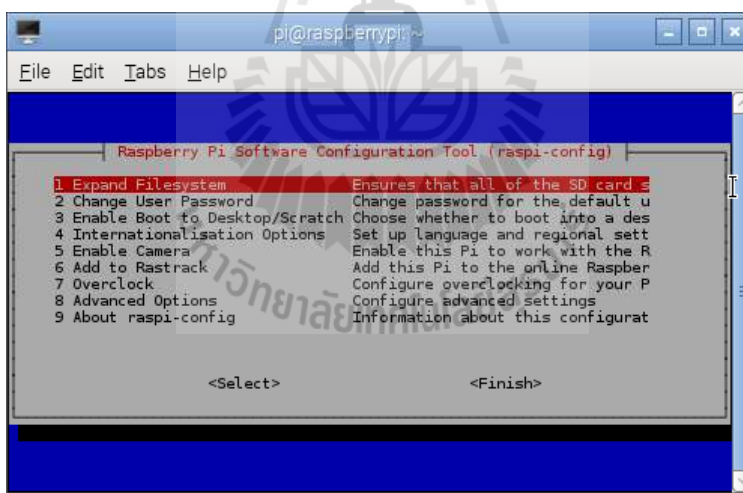 pi@raspberrypi: ~
File Edit Tabs Help
Raspberry Pi Software Configuration Tool (raspi-config)
1 Expand Filesystem Ensures that all of the SD card s
2 Change User Password Change password for the default u
3 Enable Boot to Desktop/Scratch Choose whether to boot into a des
4 Internationalisation Options Set up language and regional sett
5 Enable Camera Enable this Pi to work with the R
6 Add to Rastrack Add this Pi to the online Raspber
7 Overclock Configure overclocking for your P
8 Advanced Options Configure advanced settings
9 About raspi-config Information about this configurat
<Select> <Finish>